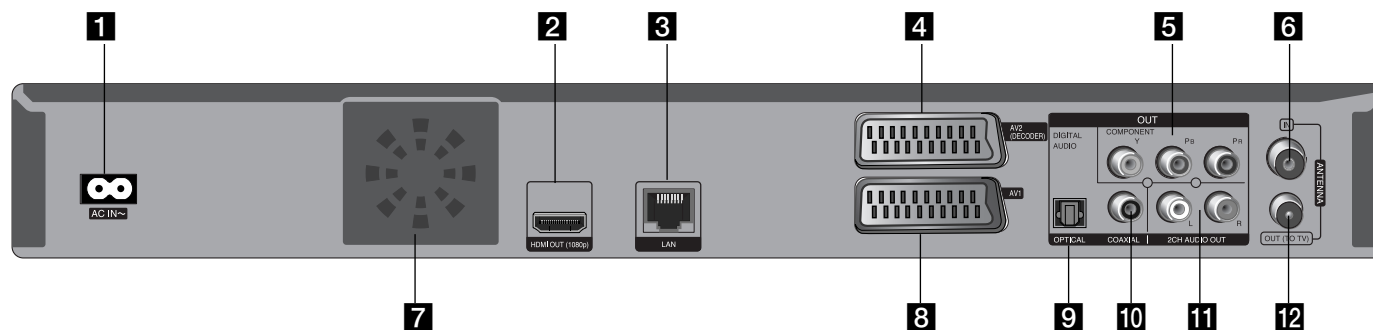 1
2
3
4
5
6
AC IN~
HDMI OUT (1080p)
LAN
AV2
(DECODER)
AV1
OUT
DIGITAL
AUDIO
COMPONENT
Y
PB
PR
L
R
OPTICAL
COAXIAL
2CH AUDIO OUT
IN
ANTENNA
OUT (TO TV)
7
8
9
10
11
12